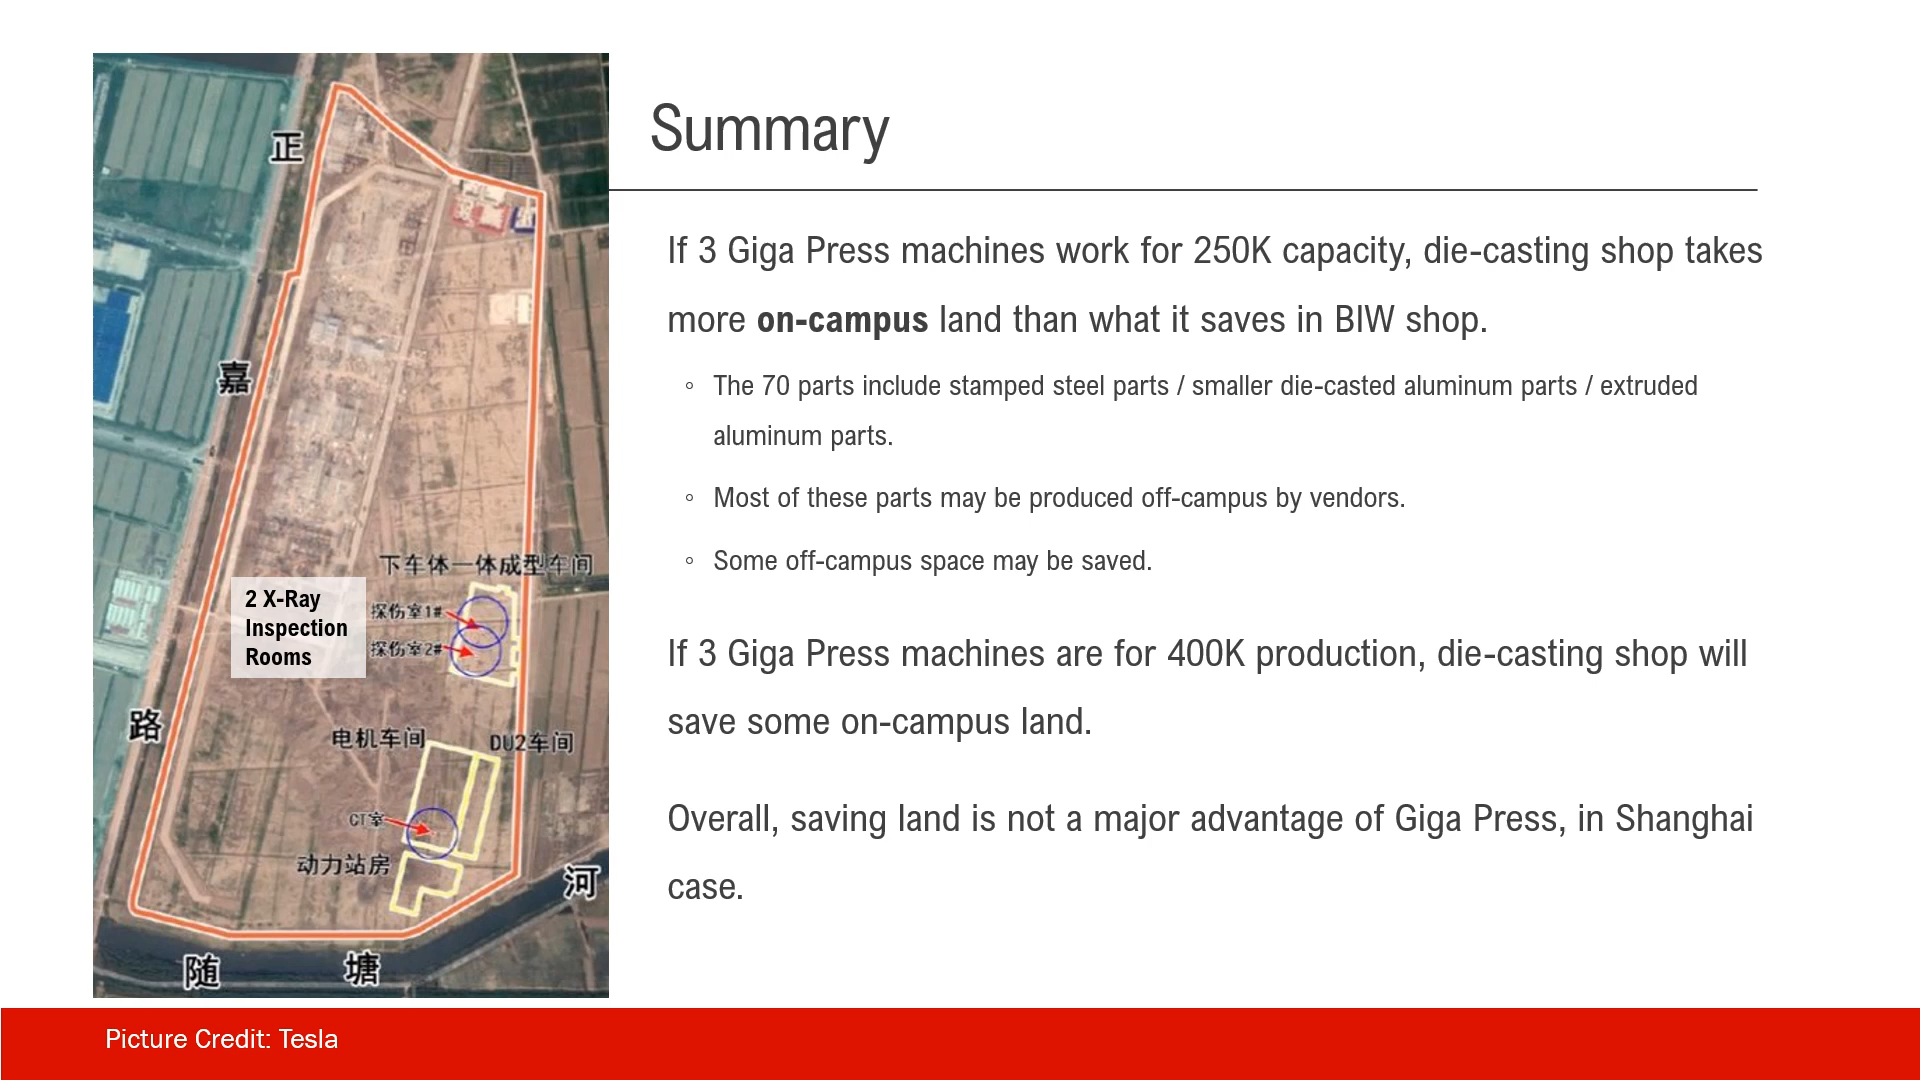 Summary
If 3 Giga Press machines work for 250K capacity, die-casting shop takes
more on-campus land than what it saves in BIW shop.
◦ The 70 parts include stamped steel parts / smaller die-casted aluminum parts / extruded
aluminum parts.
◦ Most of these parts may be produced off-campus by vendors.
◦ Some off-campus space may be saved.
If 3 Giga Press machines are for 400K production, die-casting shop will
save some on-campus land.
Overall, saving land is not a major advantage of Giga Press, in Shanghai
case.
正
嘉
路
下车体一体成型车间
2 X-Ray
Inspection
Rooms
探伤室1#
探伤室2#
电机车间
DU2车间
CT室
动力站房
河
塘
随
Picture Credit: Tesla